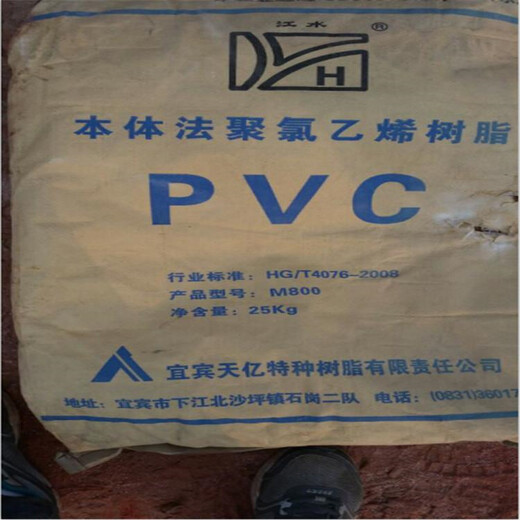 江水 ®
H
本体法聚氯乙烯树脂
PVC
行业标准：HG/T4076-2008
产品型号：M800
净含量：25Kg
宜宾天亿特种树脂有限责任公司
地址：宜宾市下江北沙坪镇石岗二队 电话：(0831)36017